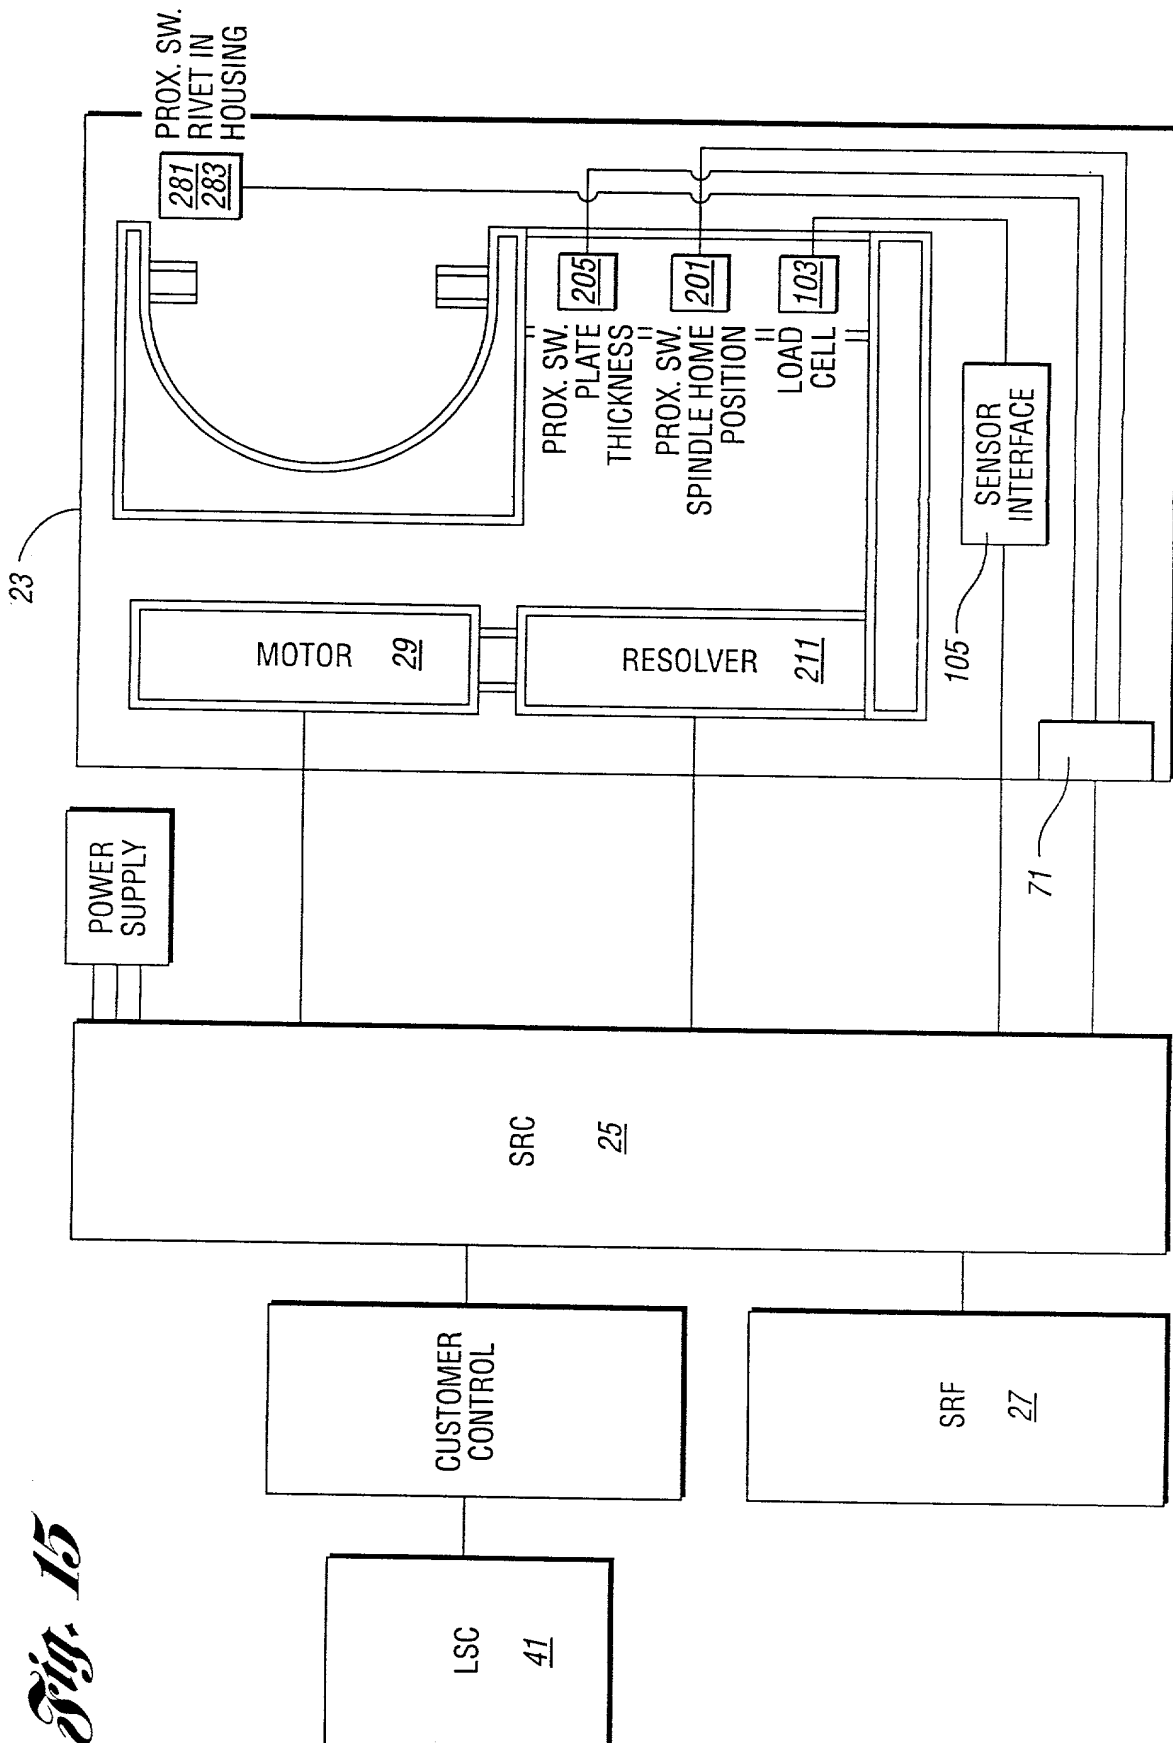 Fig. 15
LSC
41
CUSTOMER
CONTROL
SRF
27
SRC
25
POWER
SUPPLY
23
MOTOR 29
RESOLVER 211
PROX. SW.
RIVET IN
HOUSING
281
283
PROX. SW.
PLATE
THICKNESS
205
PROX. SW.
SPINDLE HOME
POSITION
201
LOAD
CELL
103
SENSOR
INTERFACE
105
71